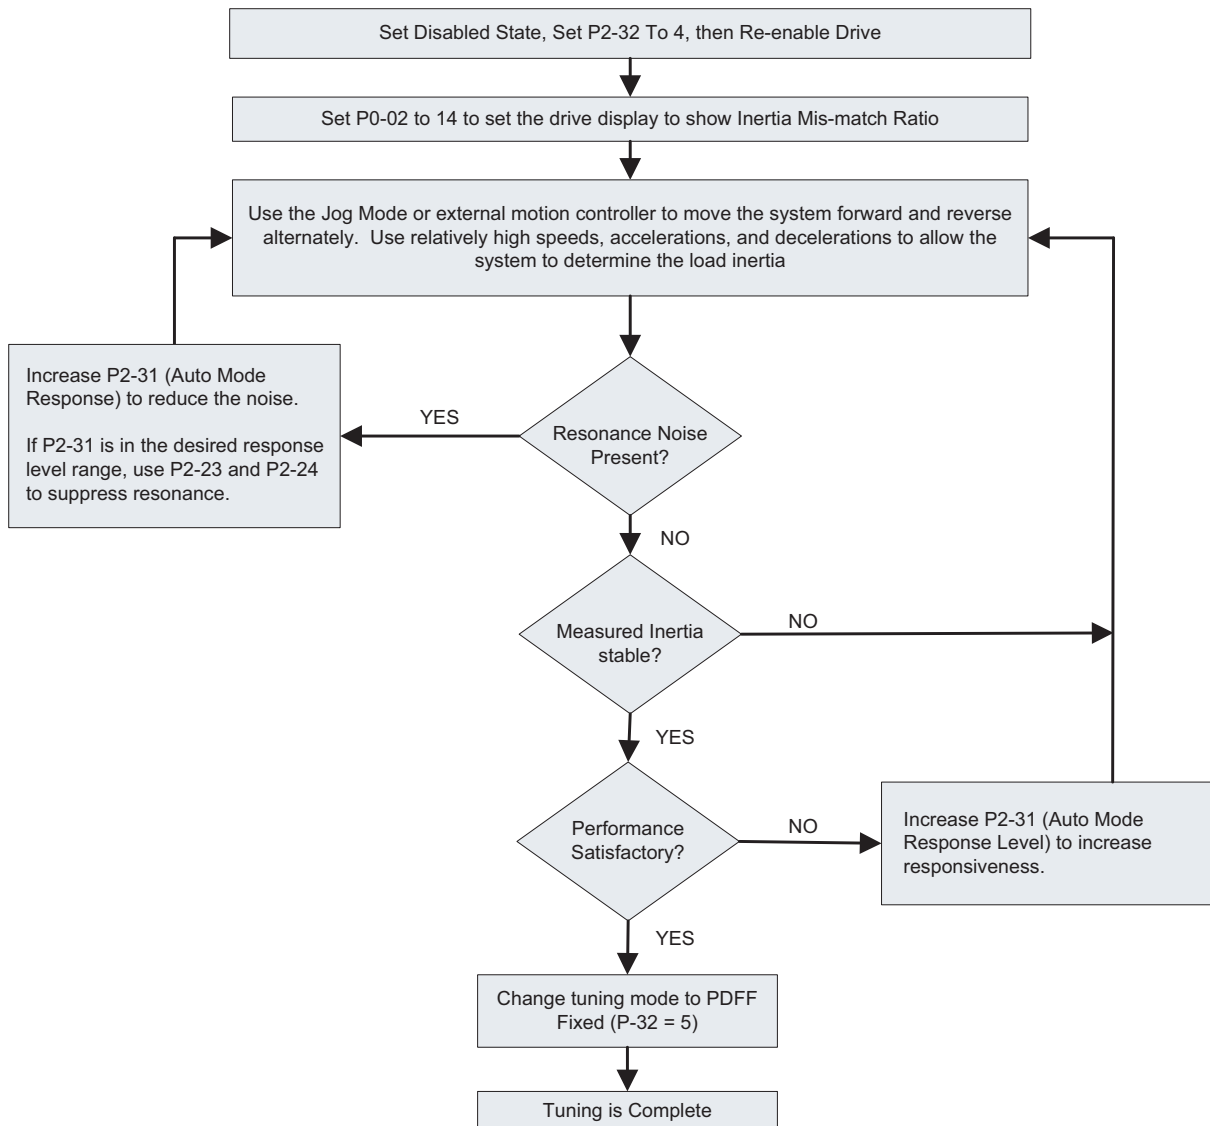 Set Disabled State, Set P2-32 To 4, then Re-enable Drive
Set P0-02 to 14 to set the drive display to show Inertia Mis-match Ratio
Use the Jog Mode or external motion controller to move the system forward and reverse
alternately. Use relatively high speeds, accelerations, and decelerations to allow the
system to determine the load inertia
Increase P2-31 (Auto Mode
Response) to reduce the noise.
If P2-31 is in the desired response
level range, use P2-23 and P2-24
to suppress resonance.
YES
Resonance Noise
Present?
NO
Measured Inertia
stable?
NO
YES
Performance
Satisfactory?
NO
Increase P2-31 (Auto Mode
Response Level) to increase
responsiveness.
YES
Change tuning mode to PDFF
Fixed (P-32 = 5)
Tuning is Complete